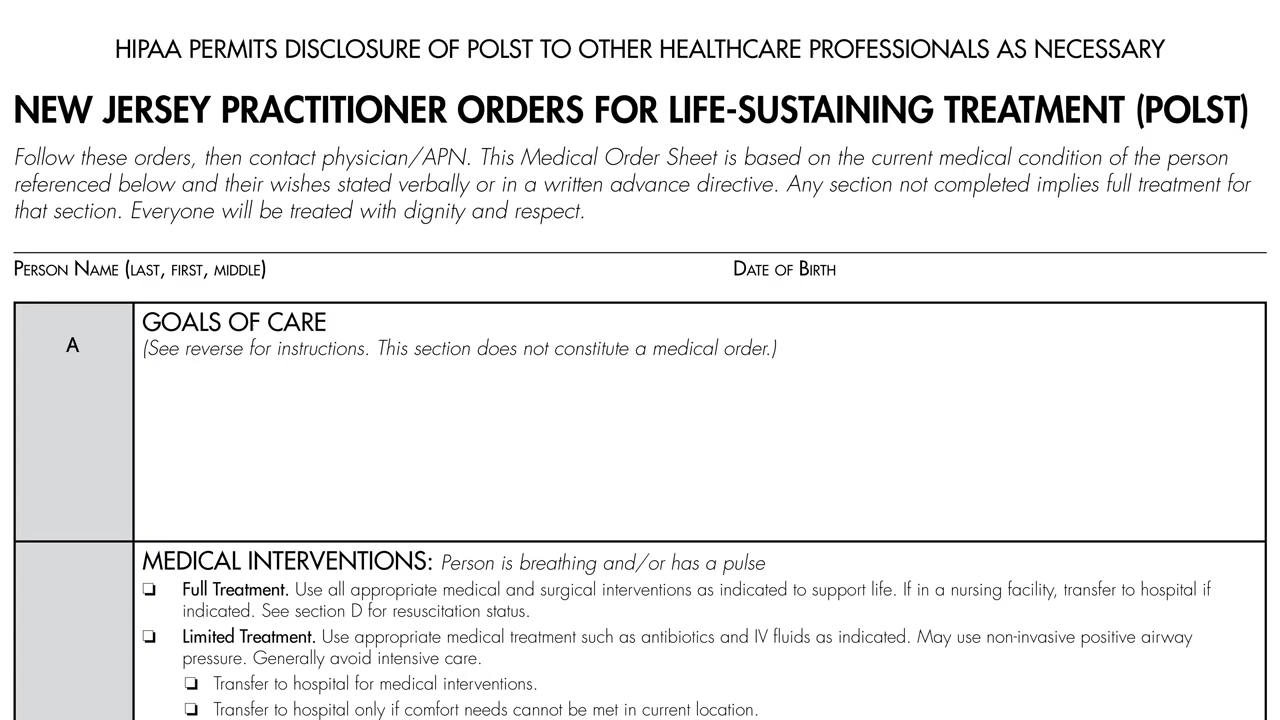 HIPAA PERMITS DISCLOSURE OF POLST TO OTHER HEALTHCARE PROFESSIONALS AS NECESSARY
NEW JERSEY PRACTITIONER ORDERS FOR LIFE-SUSTAINING TREATMENT (POLST)
Follow these orders, then contact physician/APN. This Medical Order Sheet is based on the current medical condition of the person
referenced below and their wishes stated verbally or in a written advance directive. Any section not completed implies full treatment for
that section. Everyone will be treated with dignity and respect.
PERSON NAME (LAST, FIRST, MIDDLE) DATE OF BIRTH
A
GOALS OF CARE
(See reverse for instructions. This section does not constitute a medical order.)
MEDICAL INTERVENTIONS: Person is breathing and/or has a pulse
❏ Full Treatment. Use all appropriate medical and surgical interventions as indicated to support life. If in a nursing facility, transfer to hospital if
indicated. See section D for resuscitation status.
❏ Limited Treatment. Use appropriate medical treatment such as antibiotics and IV fluids as indicated. May use non-invasive positive airway
pressure. Generally avoid intensive care.
❏ Transfer to hospital for medical interventions.
❏ Transfer to hospital only if comfort needs cannot be met in current location.